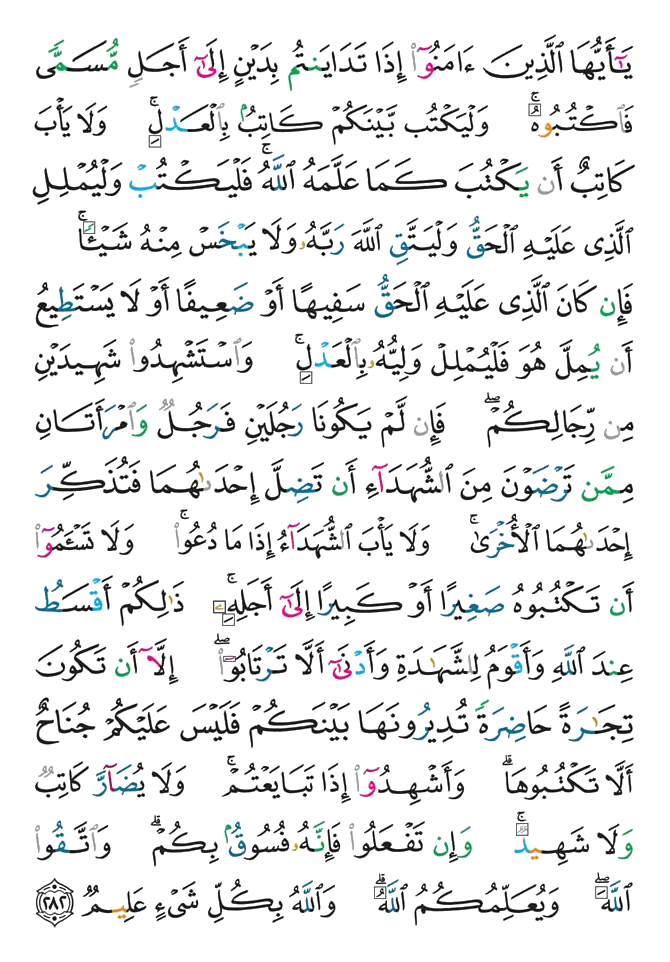 يَـٰٓأَيُّهَا ٱلَّذِينَ ءَامَنُوٓا۟ إِذَا تَدَايَنتُم بِدَيْنٍ إِلَىٰٓ أَجَلٍ مُّسَمًّى
فَٱكْتُبُوهُ ۚ وَلْيَكْتُب بَّيْنَكُمْ كَاتِبٌۢ بِٱلْعَدْلِ ۚ وَلَا يَأْبَ
كَاتِبٌ أَن يَكْتُبَ كَمَا عَلَّمَهُ ٱللَّهُ ۚ فَلْيَكْتُبْ وَلْيُمْلِلِ
ٱلَّذِى عَلَيْهِ ٱلْحَقُّ وَلْيَتَّقِ ٱللَّهَ رَبَّهُۥ وَلَا يَبْخَسْ مِنْهُ شَيْـًٔا ۚ
فَإِن كَانَ ٱلَّذِى عَلَيْهِ ٱلْحَقُّ سَفِيهًا أَوْ ضَعِيفًا أَوْ لَا يَسْتَطِيعُ
أَن يُمِلَّ هُوَ فَلْيُمْلِلْ وَلِيُّهُۥ بِٱلْعَدْلِ ۚ وَٱسْتَشْهِدُوا۟ شَهِيدَيْنِ
مِن رِّجَالِكُمْ ۖ فَإِن لَّمْ يَكُونَا رَجُلَيْنِ فَرَجُلٌ وَٱمْرَأَتَانِ
مِمَّن تَرْضَوْنَ مِنَ ٱلشُّهَدَآءِ أَن تَضِلَّ إِحْدَىٰهُمَا فَتُذَكِّرَ
إِحْدَىٰهُمَا ٱلْأُخْرَىٰ ۚ وَلَا يَأْبَ ٱلشُّهَدَآءُ إِذَا مَا دُعُوا۟ ۚ وَلَا تَسْـَٔمُوٓا۟
أَن تَكْتُبُوهُ صَغِيرًا أَوْ كَبِيرًا إِلَىٰٓ أَجَلِهِۦ ۚ ذَٰلِكُمْ أَقْسَطُ
عِندَ ٱللَّهِ وَأَقْوَمُ لِلشَّهَـٰدَةِ وَأَدْنَىٰٓ أَلَّا تَرْتَابُوٓا۟ ۖ إِلَّآ أَن تَكُونَ
تِجَـٰرَةً حَاضِرَةً تُدِيرُونَهَا بَيْنَكُمْ فَلَيْسَ عَلَيْكُمْ جُنَاحٌ
أَلَّا تَكْتُبُوهَا ۗ وَأَشْهِدُوٓا۟ إِذَا تَبَايَعْتُمْ ۚ وَلَا يُضَآرَّ كَاتِبٌ
وَلَا شَهِيدٌ ۚ وَإِن تَفْعَلُوا۟ فَإِنَّهُۥ فُسُوقٌۢ بِكُمْ ۗ وَٱتَّقُوا۟
ٱللَّهَ ۖ وَيُعَلِّمُكُمُ ٱللَّهُ ۗ وَٱللَّهُ بِكُلِّ شَىْءٍ عَلِيمٌ ٢٨٢